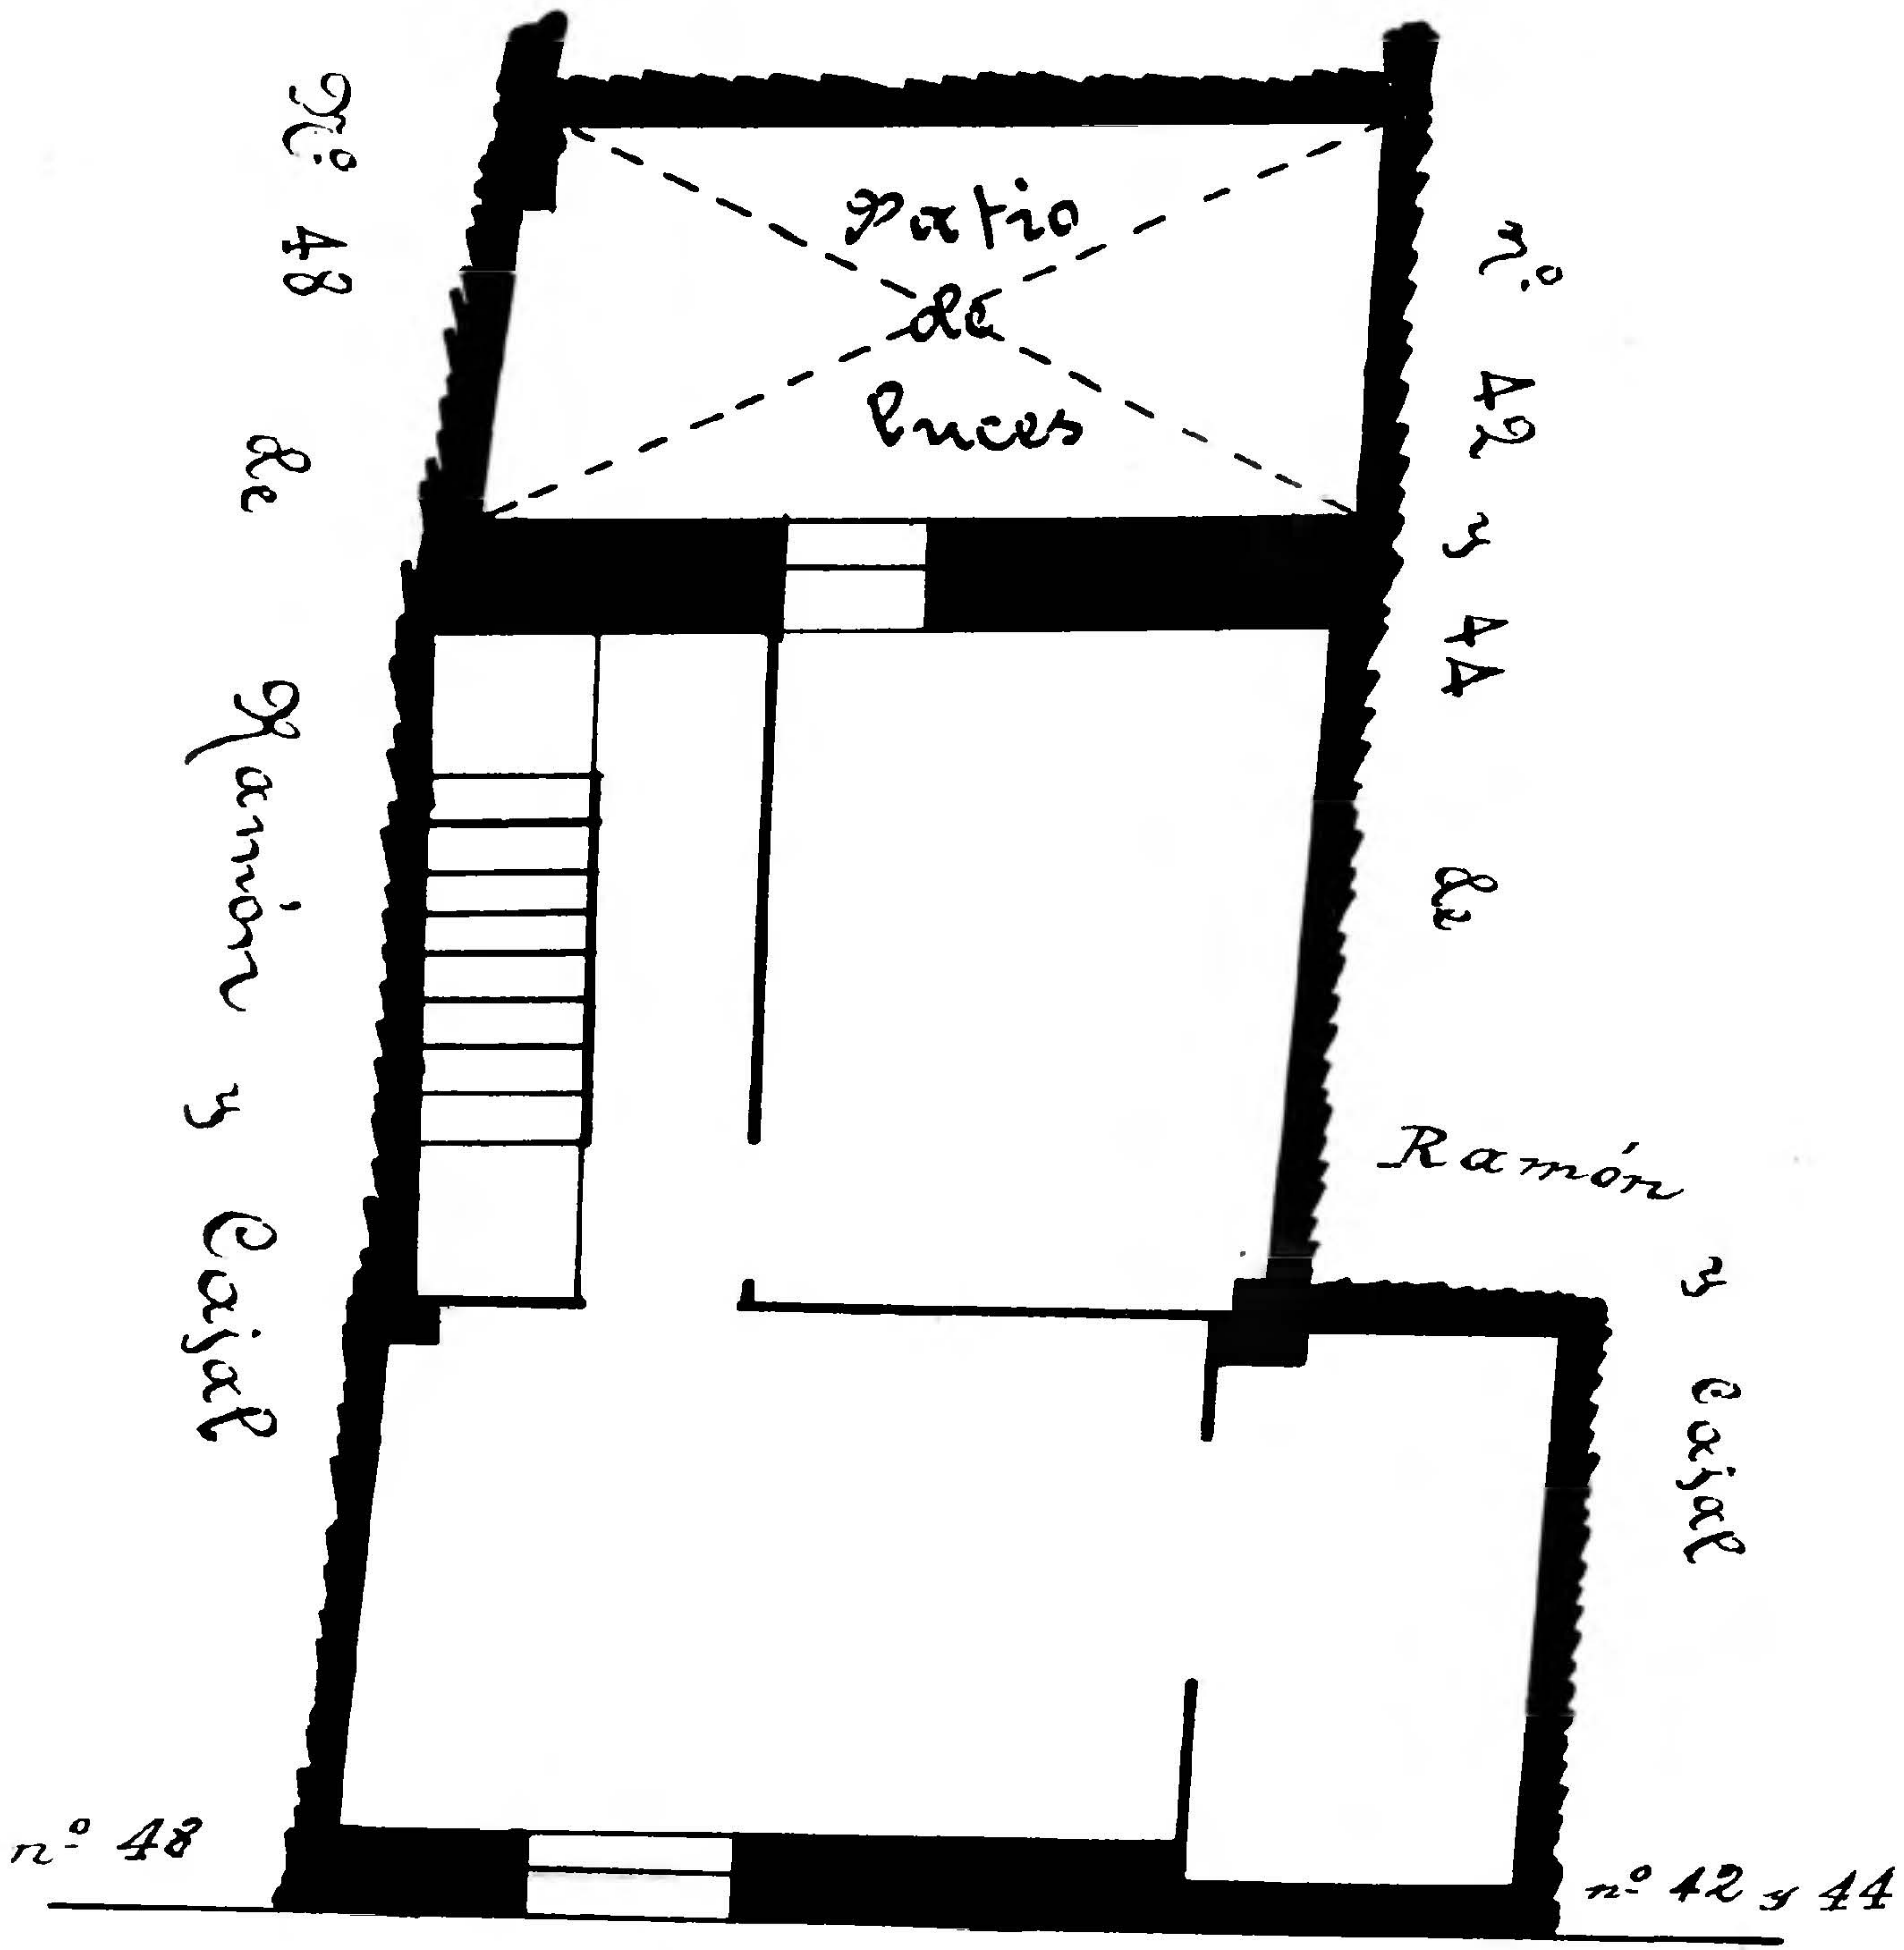 Patio
de
luces
Nº 48 de Ramón y Cajal
nº 42 y 44 de Ramón y Cajal
nº 48
nº 42 y 44